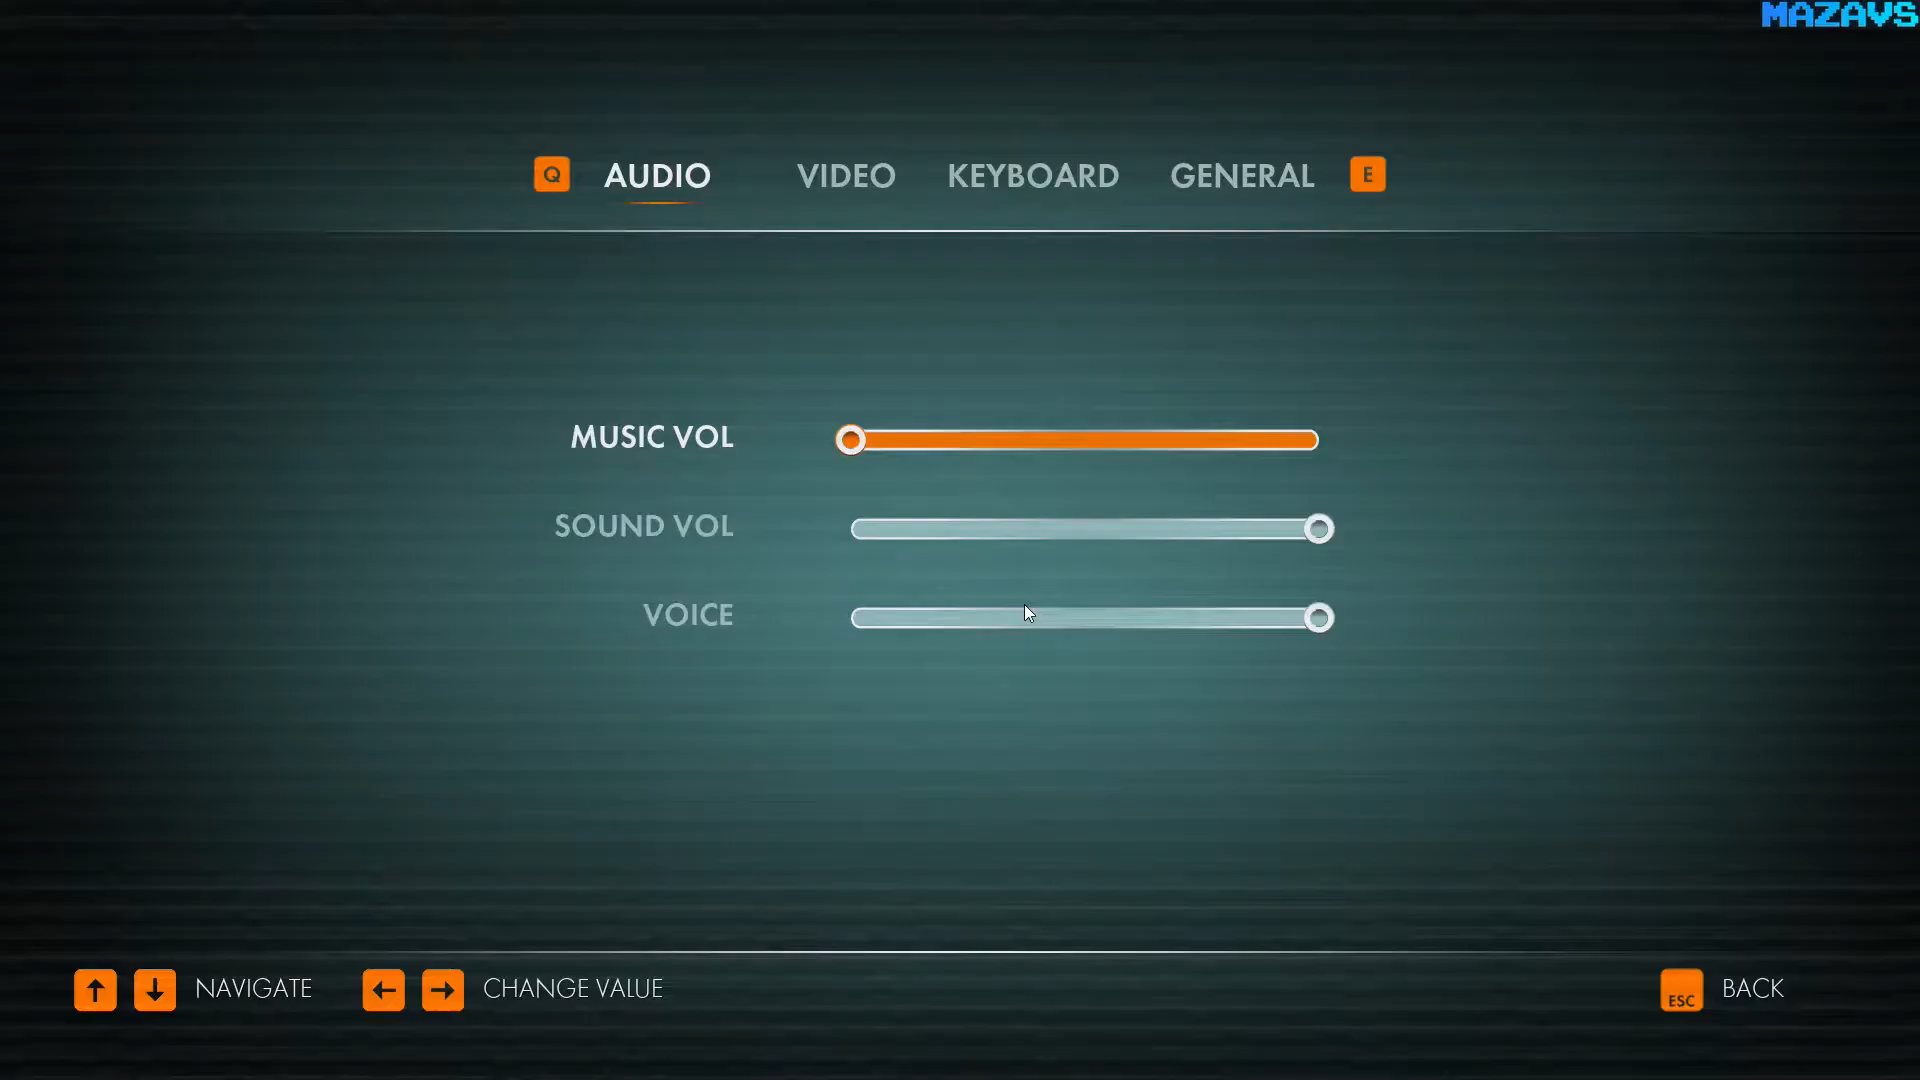 MAZAVS
Q AUDIO VIDEO KEYBOARD GENERAL E
MUSIC VOL
SOUND VOL
VOICE
↑ ↓ NAVIGATE ← → CHANGE VALUE ESC BACK